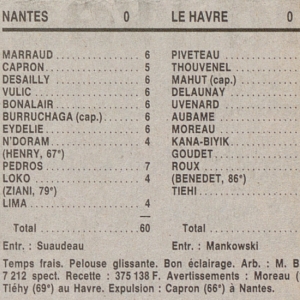 NANTES 0 LE HAVRE 0
MARRAUD 6 PIVETEAU
CAPRON 5 THOUVENEL
DESAILLY 6 MAHUT (cap.)
VULIC 6 DELAUNAY
BONALAIR 6 UVENARD
BURRUCHAGA (cap.) 6 AUBAME
EYDELIE 6 MOREAU
N'DORAM 4 KANA-BIYIK
(HENRY, 67e) GOUDET
PEDROS 7 ROUX
LOKO 4 (BENEDET, 86e)
(ZIANI, 79e) TIEHI
LIMA 4
Total 60 Total
Entr. : Suaudeau Entr. : Mankowski
Temps frais. Pelouse glissante. Bon éclairage. Arb. : M. B
7 212 spect. Recette : 375 138 F. Avertissements : Moreau (
Tiéhy (69e) au Havre. Expulsion : Capron (66e) à Nantes.